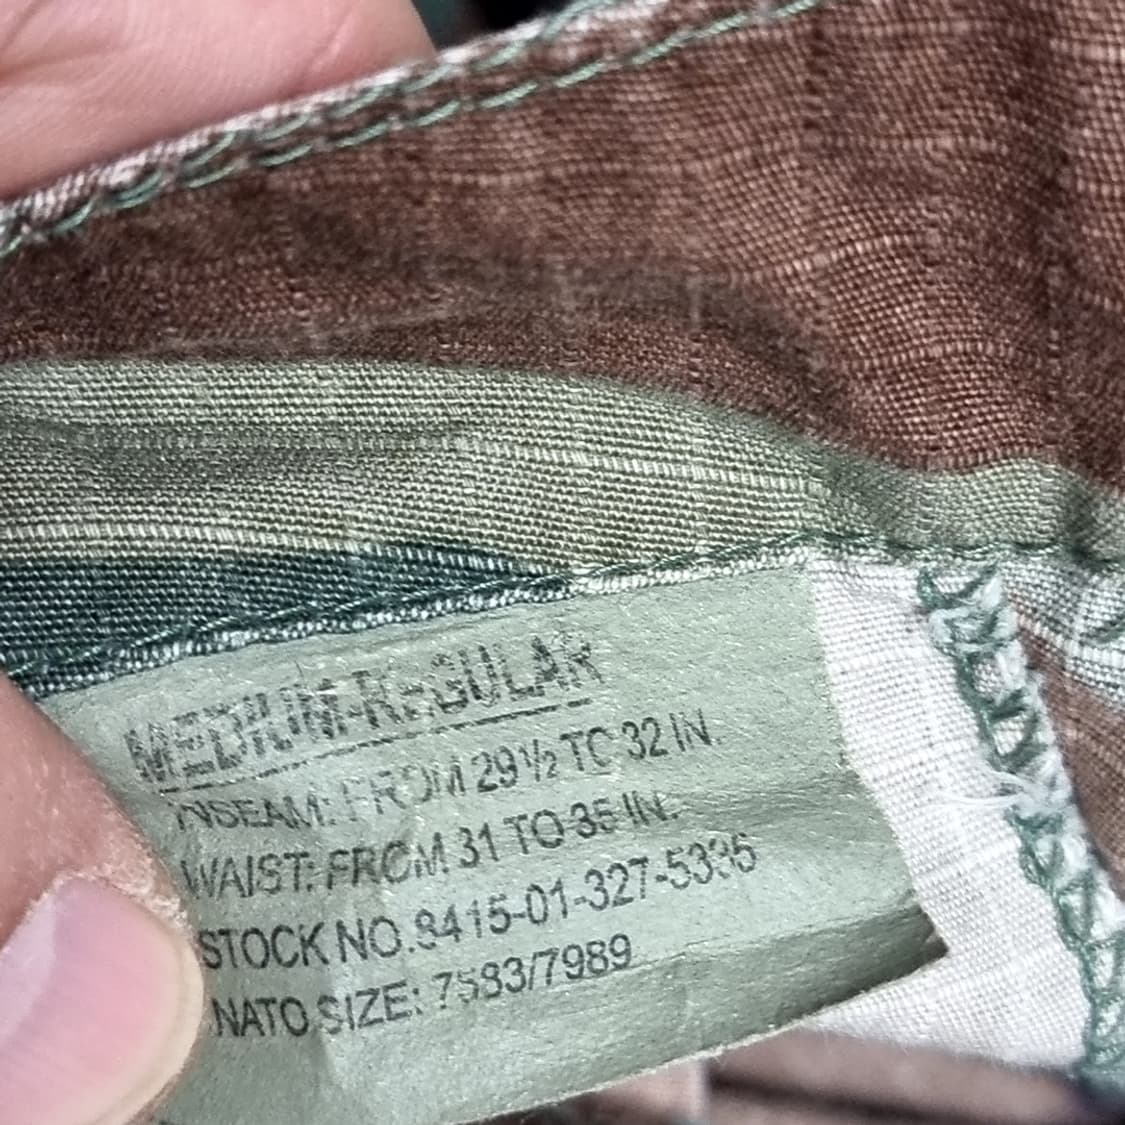 MEDIUM-REGULAR
INSEAM: FROM 29½ TO 32 IN.
WAIST: FROM 31 TO 35 IN.
STOCK NO. 8415-01-327-5335
NATO SIZE: 7583/7989